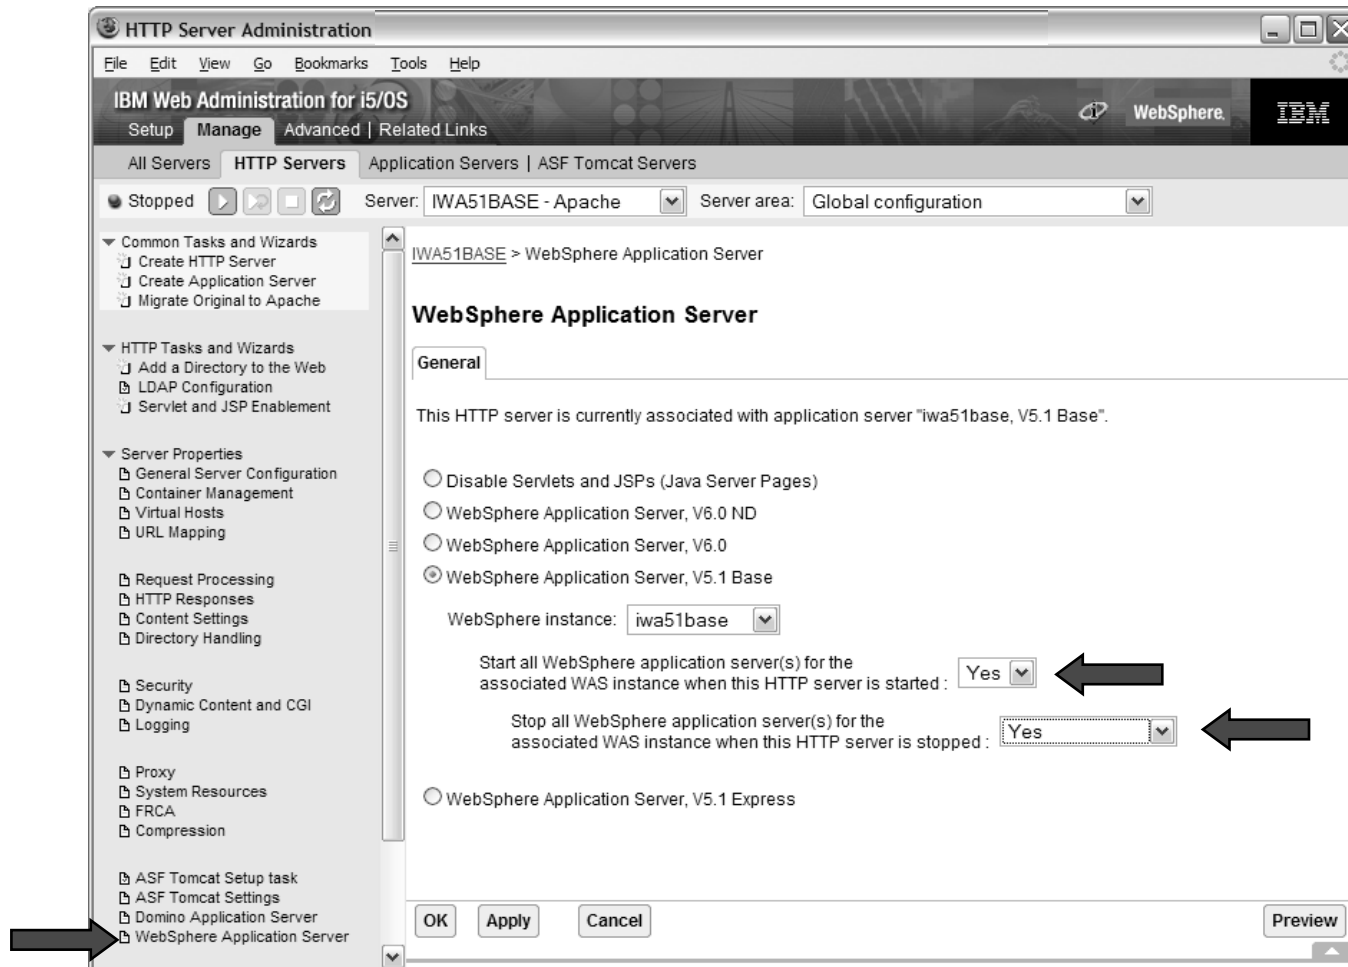 HTTP Server Administration
File Edit View Go Bookmarks Tools Help
IBM Web Administration for i5/OS
WebSphere.
IBM
Setup Manage Advanced | Related Links
All Servers HTTP Servers Application Servers | ASF Tomcat Servers
Stopped Server: IWA51BASE - Apache Server area: Global configuration
Common Tasks and Wizards
Create HTTP Server
Create Application Server
Migrate Original to Apache
HTTP Tasks and Wizards
Add a Directory to the Web
LDAP Configuration
Servlet and JSP Enablement
Server Properties
General Server Configuration
Container Management
Virtual Hosts
URL Mapping
Request Processing
HTTP Responses
Content Settings
Directory Handling
Security
Dynamic Content and CGI
Logging
Proxy
System Resources
FRCA
Compression
ASF Tomcat Setup task
ASF Tomcat Settings
Domino Application Server
WebSphere Application Server
IWA51BASE > WebSphere Application Server
WebSphere Application Server
General
This HTTP server is currently associated with application server "iwa51base, V5.1 Base".
Disable Servlets and JSPs (Java Server Pages)
WebSphere Application Server, V6.0 ND
WebSphere Application Server, V6.0
WebSphere Application Server, V5.1 Base
WebSphere instance: iwa51base
Start all WebSphere application server(s) for the
associated WAS instance when this HTTP server is started : Yes
Stop all WebSphere application server(s) for the
associated WAS instance when this HTTP server is stopped : Yes
WebSphere Application Server, V5.1 Express
OK Apply Cancel Preview